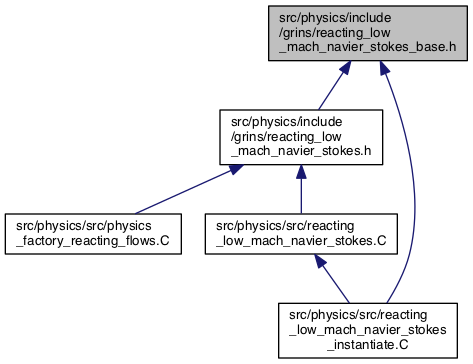 src/physics/include
/grins/reacting_low
_mach_navier_stokes_base.h
src/physics/include
/grins/reacting_low
_mach_navier_stokes.h
src/physics/src/physics
_factory_reacting_flows.C
src/physics/src/reacting
_low_mach_navier_stokes.C
src/physics/src/reacting
_low_mach_navier_stokes
_instantiate.C